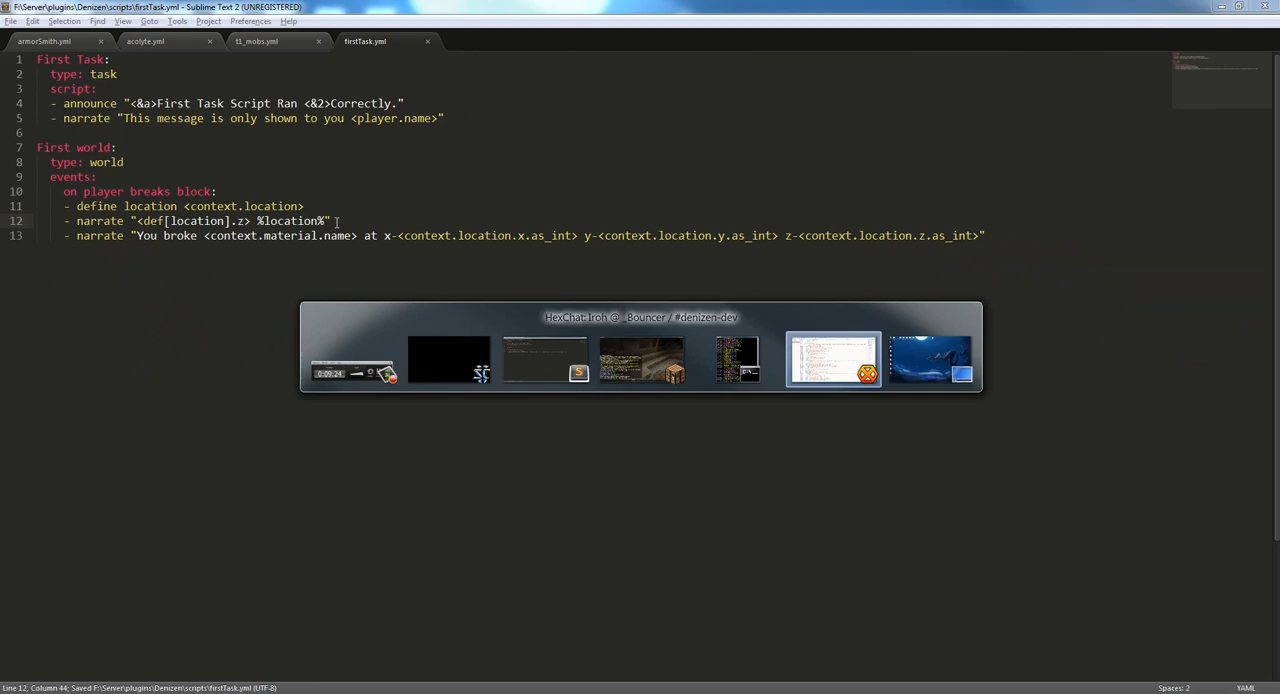 F:\Server\plugins\Denizen\scripts\firstTask.yml - Sublime Text 2 (UNREGISTERED)
File Edit Selection Find View Goto Tools Project Preferences Help
armorSmith.yml × acolyte.yml × t1_mobs.yml × firstTask.yml ×
1 First Task:
2 type: task
3 script:
4 - announce "<&a>First Task Script Ran <&2>Correctly."
5 - narrate "This message is only shown to you <player.name>"
6
7 First world:
8 type: world
9 events:
10 on player breaks block:
11 - define location <context.location>
12 - narrate "<def[location].z> %location%"
13 - narrate "You broke <context.material.name> at x-<context.location.x.as_int> y-<context.location.y.as_int> z-<context.location.z.as_int>"
HexChat: Iroh @ _Bouncer / #denizen-dev
0:09:24
Line 12, Column 44; Saved F:\Server\plugins\Denizen\scripts\firstTask.yml (UTF-8) Spaces: 2 YAML